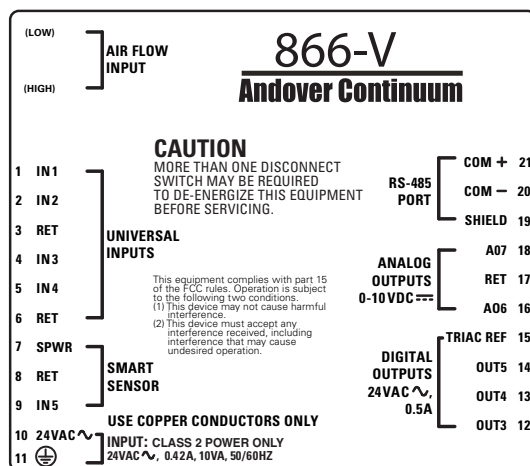 (LOW)
(HIGH)
AIR FLOW
INPUT
866-V
Andover Continuum
CAUTION
MORE THAN ONE DISCONNECT
SWITCH MAY BE REQUIRED
TO DE-ENERGIZE THIS EQUIPMENT
BEFORE SERVICING.
1 IN1
2 IN2
3 RET
4 IN3
5 IN4
6 RET
UNIVERSAL
INPUTS
7 SPWR
8 RET
9 IN5
SMART
SENSOR
This equipment complies with part 15
of the FCC rules. Operation is subject
to the following two conditions.
(1) This device may not cause harmful
interference.
(2) This device must accept any
interference received, including
interference that may cause
undesired operation.
USE COPPER CONDUCTORS ONLY
10 24VAC ∿
11
INPUT: CLASS 2 POWER ONLY
24VAC ∿, 0.42A, 10VA, 50/60HZ
RS-485
PORT
COM + 21
COM − 20
SHIELD 19
ANALOG
OUTPUTS
0-10 VDC ⎓
A07 18
RET 17
AO6 16
DIGITAL
OUTPUTS
24VAC ∿,
0.5A
TRIAC REF 15
OUT5 14
OUT4 13
OUT3 12